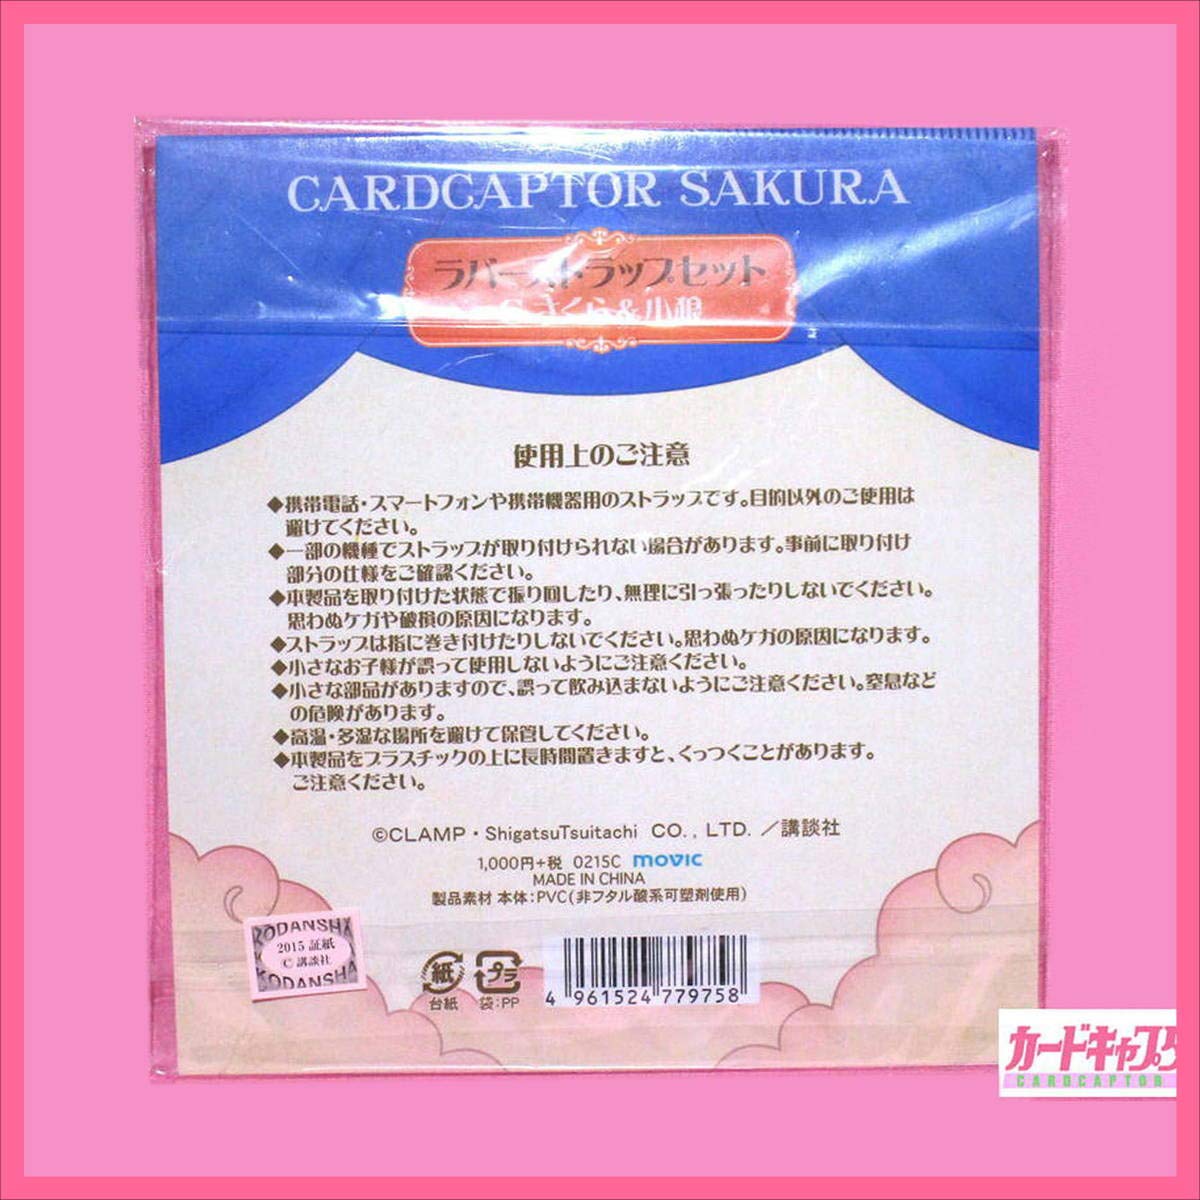 CARDCAPTOR SAKURA
ラバーストラップセット
さくら&小狼
使用上のご注意
◆携帯電話・スマートフォンや携帯機器用のストラップです。目的以外のご使用は
避けてください。
◆一部の機種でストラップが取り付けられない場合があります。事前に取り付け
部分の仕様をご確認ください。
◆本製品を取り付けた状態で振り回したり、無理に引っ張ったりしないでください。
思わぬケガや破損の原因になります。
◆ストラップは指に巻き付けたりしないでください。思わぬケガの原因になります。
◆小さなお子様が誤って使用しないようにご注意ください。
◆小さな部品がありますので、誤って飲み込まないようにご注意ください。窒息など
の危険があります。
◆高温・多湿な場所を避けて保管してください。
◆本製品をプラスチックの上に長時間置きますと、くっつくことがあります。
ご注意ください。
©CLAMP・ShigatsuTsuitachi CO., LTD.／講談社
1,000円+税 0215C movic
MADE IN CHINA
製品素材 本体:PVC(非フタル酸系可塑剤使用)
KODANSHA
2015 証紙
©講談社
KODANSHA
紙
台紙
プラ
袋:PP
4 961524 779758
カードキャプタ
CARDCAPTOR